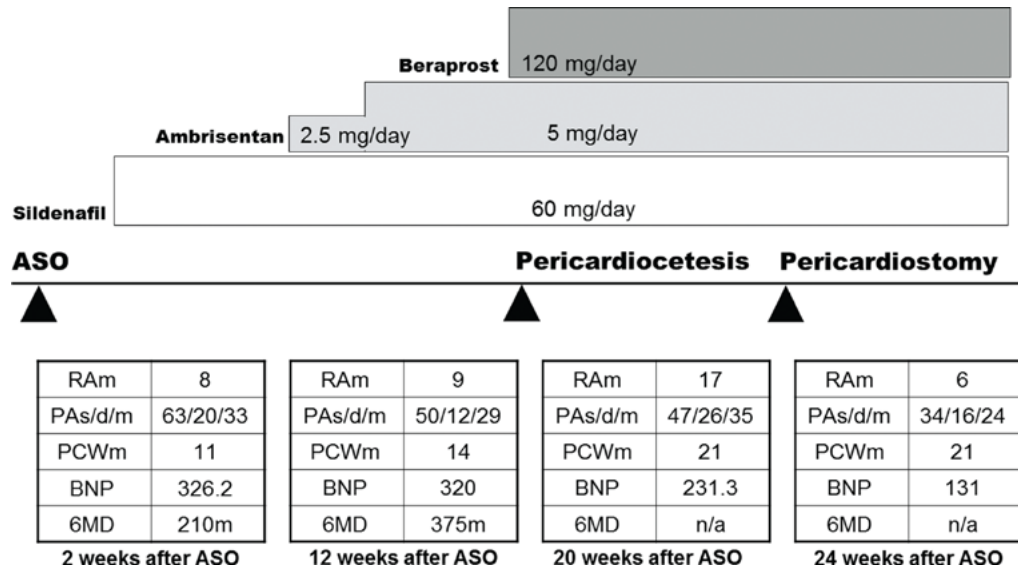 Beraprost 120 mg/day
Ambrisentan 2.5 mg/day 5 mg/day
Sildenafil 60 mg/day
ASO Pericardiocetesis Pericardiostomy
RAm 8
PAs/d/m 63/20/33
PCWm 11
BNP 326.2
6MD 210m
2 weeks after ASO
RAm 9
PAs/d/m 50/12/29
PCWm 14
BNP 320
6MD 375m
12 weeks after ASO
RAm 17
PAs/d/m 47/26/35
PCWm 21
BNP 231.3
6MD n/a
20 weeks after ASO
RAm 6
PAs/d/m 34/16/24
PCWm 21
BNP 131
6MD n/a
24 weeks after ASO